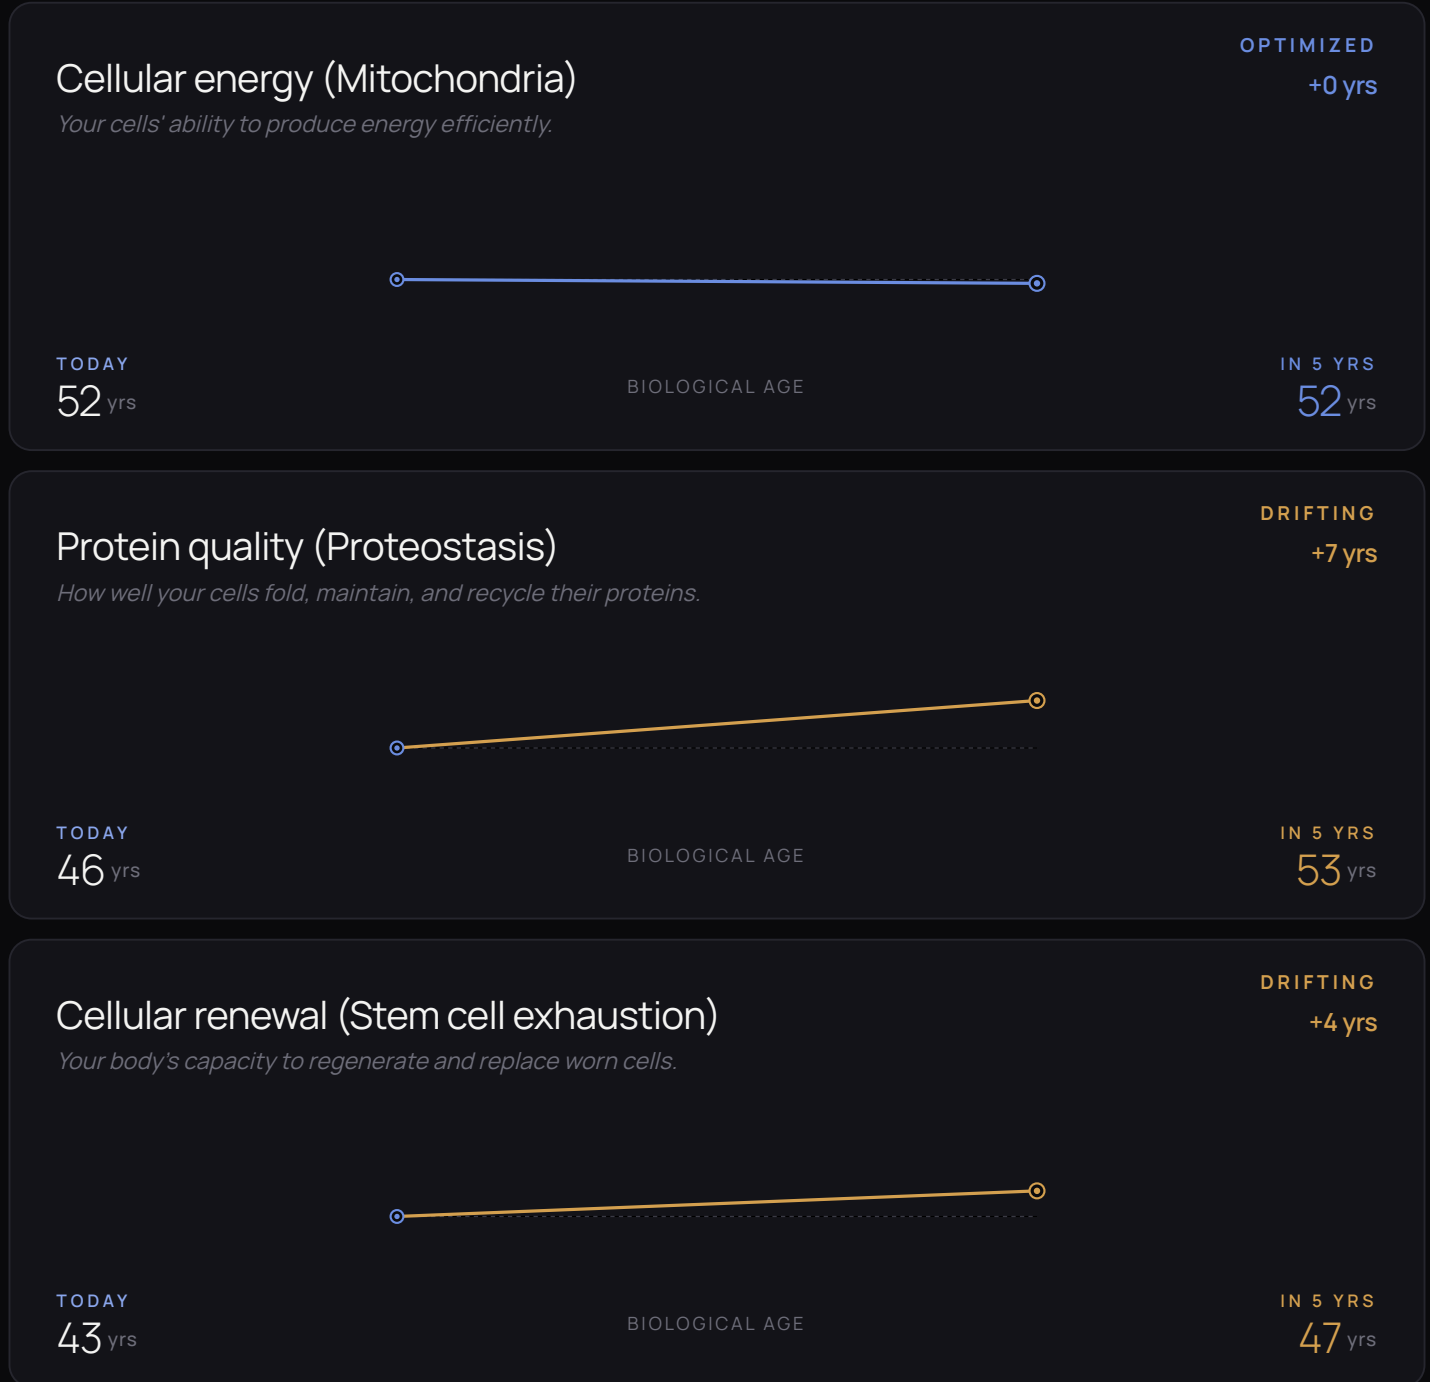 OPTIMIZED
Cellular energy (Mitochondria)
+0 yrs
Your cells' ability to produce energy efficiently.
TODAY
IN 5 YRS
BIOLOGICAL AGE
52 yrs
52 yrs
DRIFTING
Protein quality (Proteostasis)
+7 yrs
How well your cells fold, maintain, and recycle their proteins.
TODAY
IN 5 YRS
BIOLOGICAL AGE
46 yrs
53 yrs
DRIFTING
Cellular renewal (Stem cell exhaustion)
+4 yrs
Your body's capacity to regenerate and replace worn cells.
TODAY
IN 5 YRS
BIOLOGICAL AGE
43 yrs
47 yrs